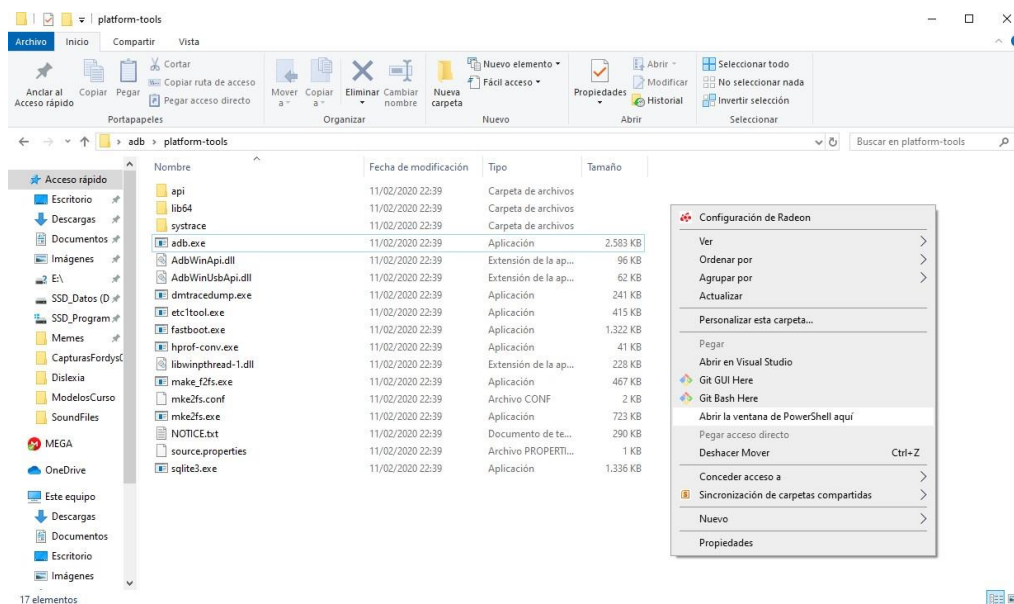 platform-tools
Archivo Inicio Compartir Vista
Anclar al Acceso rápido
Copiar
Pegar
Cortar
Copiar ruta de acceso
Pegar acceso directo
Portapapeles
Mover a
Copiar a
Eliminar
Cambiar nombre
Organizar
Nueva carpeta
Nuevo elemento
Fácil acceso
Nuevo
Propiedades
Abrir
Modificar
Historial
Abrir
Seleccionar todo
No seleccionar nada
Invertir selección
Seleccionar
adb platform-tools
Buscar en platform-tools
Acceso rápido
Escritorio
Descargas
Documentos
Imágenes
E:\
SSD_Datos (D
SSD_Program
Memes
CapturasFordys
Dislexia
ModelosCurso
SoundFiles
MEGA
OneDrive
Este equipo
Descargas
Documentos
Escritorio
Imágenes
Nombre Fecha de modificación Tipo Tamaño
api 11/02/2020 22:39 Carpeta de archivos
lib64 11/02/2020 22:39 Carpeta de archivos
systrace 11/02/2020 22:39 Carpeta de archivos
adb.exe 11/02/2020 22:39 Aplicación 2.583 KB
AdbWinApi.dll 11/02/2020 22:39 Extensión de la ap... 96 KB
AdbWinUsbApi.dll 11/02/2020 22:39 Extensión de la ap... 62 KB
dmtracedump.exe 11/02/2020 22:39 Aplicación 241 KB
etc1tool.exe 11/02/2020 22:39 Aplicación 415 KB
fastboot.exe 11/02/2020 22:39 Aplicación 1.322 KB
hprof-conv.exe 11/02/2020 22:39 Aplicación 41 KB
libwinpthread-1.dll 11/02/2020 22:39 Extensión de la ap... 228 KB
make_f2fs.exe 11/02/2020 22:39 Aplicación 467 KB
mke2fs.conf 11/02/2020 22:39 Archivo CONF 2 KB
mke2fs.exe 11/02/2020 22:39 Aplicación 723 KB
NOTICE.txt 11/02/2020 22:39 Documento de te... 290 KB
source.properties 11/02/2020 22:39 Archivo PROPERTI... 1 KB
sqlite3.exe 11/02/2020 22:39 Aplicación 1.336 KB
Configuración de Radeon
Ver
Ordenar por
Agrupar por
Actualizar
Personalizar esta carpeta...
Pegar
Abrir en Visual Studio
Git GUI Here
Git Bash Here
Abrir la ventana de PowerShell aquí
Pegar acceso directo
Deshacer Mover Ctrl+Z
Conceder acceso a
Sincronización de carpetas compartidas
Nuevo
Propiedades
17 elementos